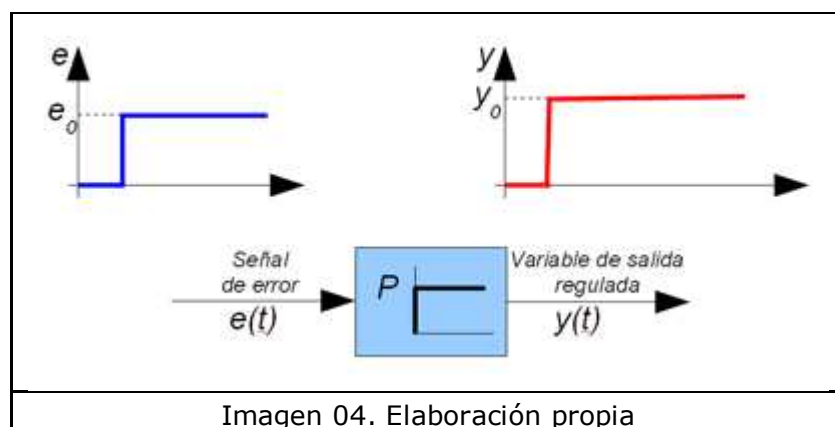 e
e0
y
y0
Señal
de error
e(t)
P
Variable de salida
regulada
y(t)
Imagen 04. Elaboración propia